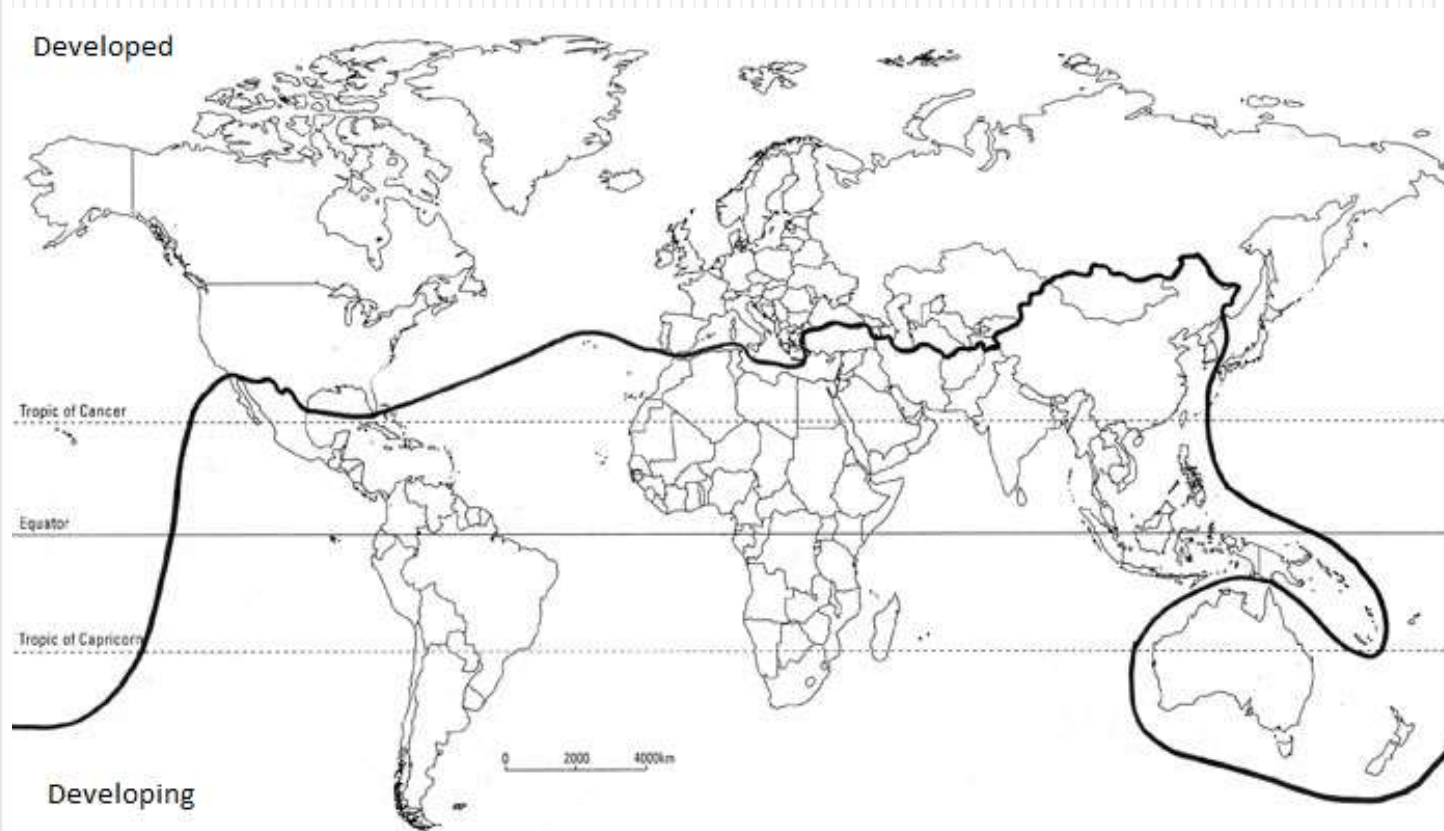 Developed
Tropic of Cancer
Equator
Tropic of Capricorn
0 2000 4000km
Developing